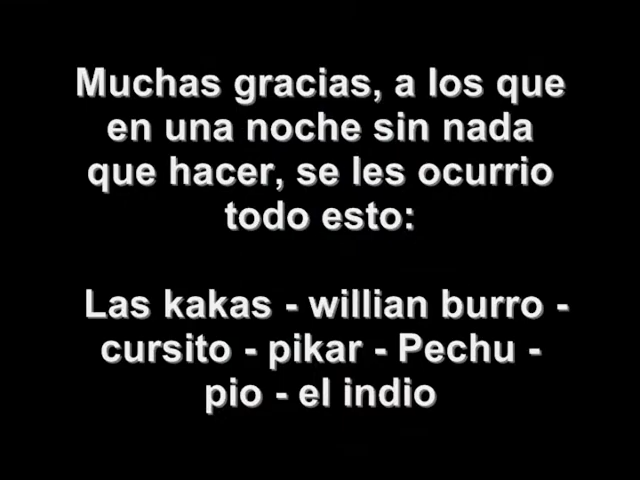 Muchas gracias, a los que
en una noche sin nada
que hacer, se les ocurrio
todo esto:
Las kakas - willian burro -
cursito - pikar - Pechu -
pio - el indio